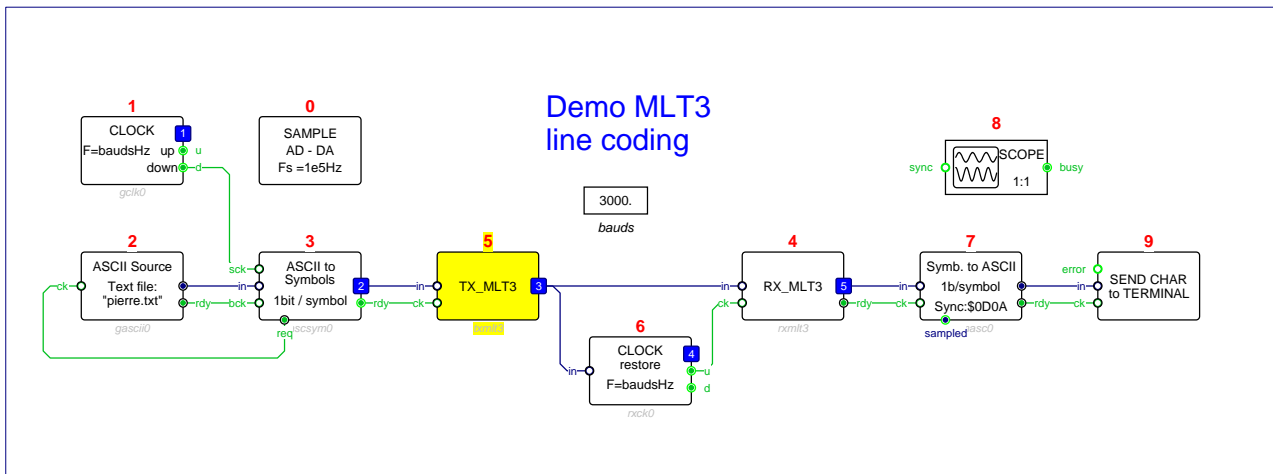 Demo MLT3
line coding
1
CLOCK
1
F=baudsHz
up
u
down
d
gclk0
0
SAMPLE
AD - DA
Fs =1e5Hz
3000.
bauds
8
sync
SCOPE
1:1
busy
2
ck
ASCII Source
Text file:
"pierre.txt"
rdy
gascii0
3
sck
in
bck
ASCII to
Symbols
1bit / symbol
2
rdy
req
ascsym0
5
in
ck
TX_MLT3
3
txmlt3
6
in
CLOCK
restore
F=baudsHz
4
u
d
rxck0
4
in
ck
RX_MLT3
5
rdy
rxmlt3
7
in
ck
Symb. to ASCII
1b/symbol
Sync:$0D0A
rdy
sampled
9
error
in
ck
SEND CHAR
to TERMINAL